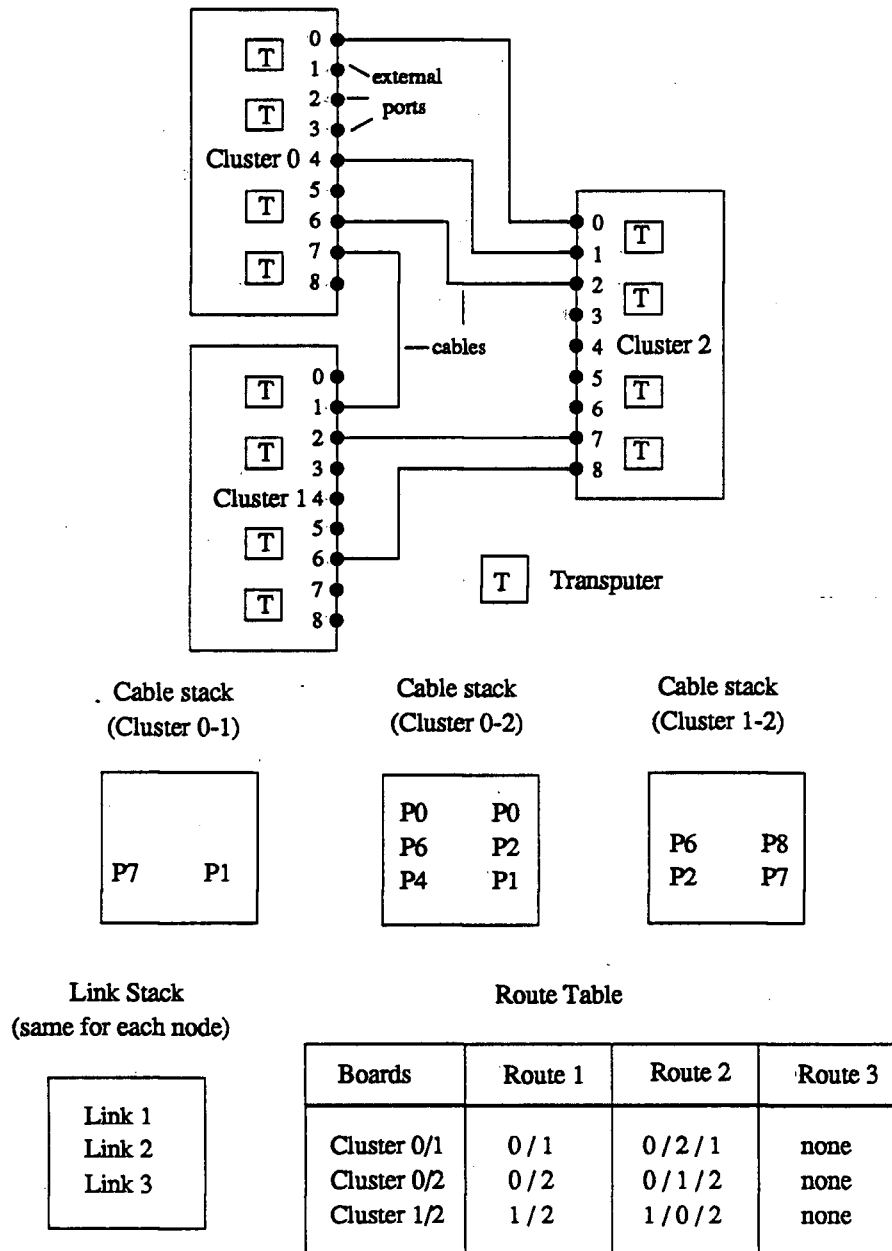 0
T
1
external
2
ports
T
3
Cluster 0 4
5
T
6
7
T
8
0
T
1
2
T
3
4
Cluster 2
5
T
6
7
T
8
cables
0
T
1
2
T
3
Cluster 1 4
5
T
6
7
T
8
T Transputer
Cable stack
(Cluster 0-1)
P7 P1
Cable stack
(Cluster 0-2)
P0 P0
P6 P2
P4 P1
Cable stack
(Cluster 1-2)
P6 P8
P2 P7
Link Stack
(same for each node)
Link 1
Link 2
Link 3
Route Table
Boards Route 1 Route 2 Route 3
Cluster 0/1 0 / 1 0 / 2 / 1 none
Cluster 0/2 0 / 2 0 / 1 / 2 none
Cluster 1/2 1 / 2 1 / 0 / 2 none